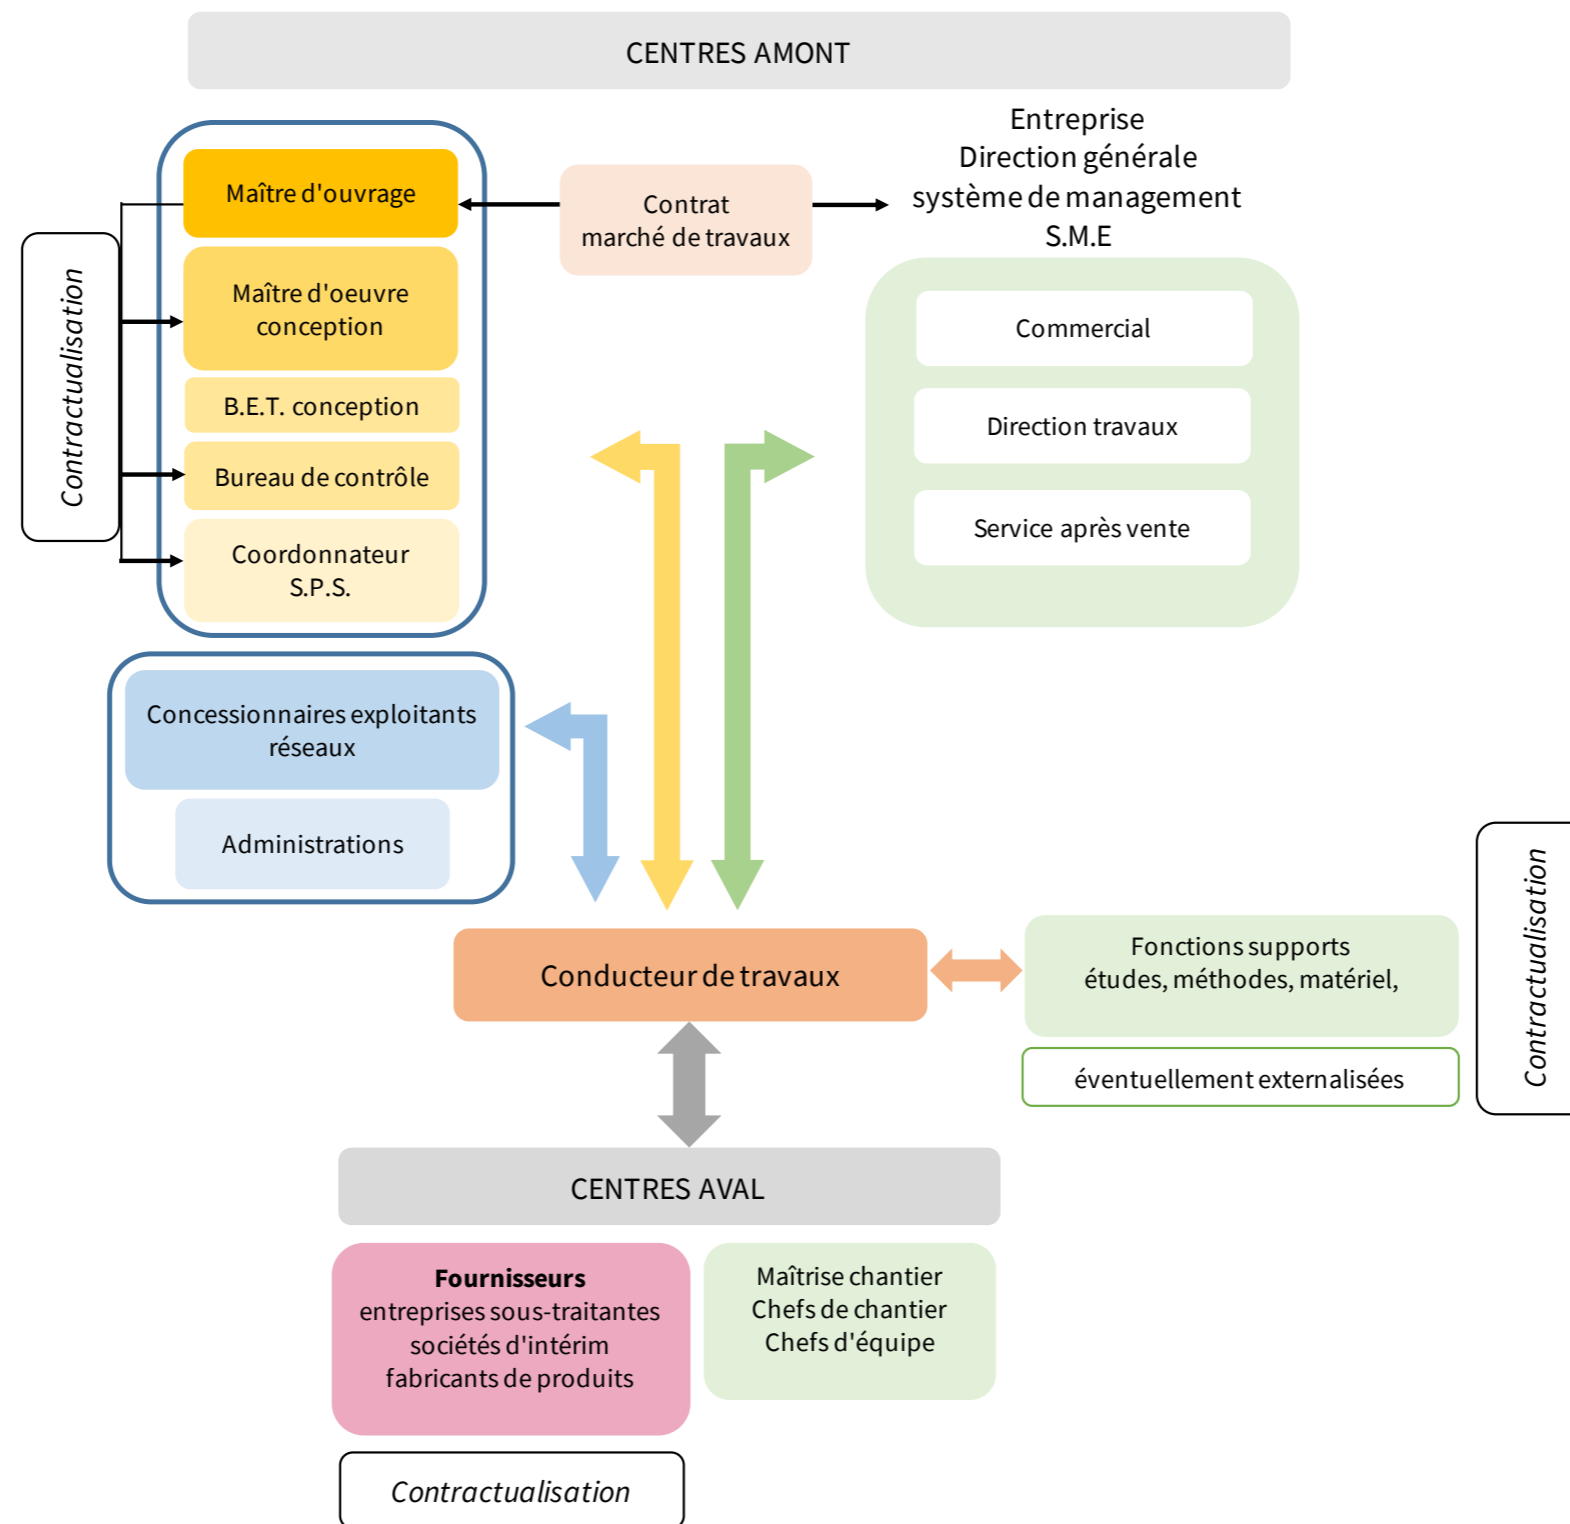 CENTRES AMONT
Entreprise
Direction générale
système de management
S.M.E
Maître d'ouvrage
Contrat
marché de travaux
Contractualisation
Maître d'oeuvre
conception
B.E.T. conception
Bureau de contrôle
Coordonnateur
S.P.S.
Commercial
Direction travaux
Service après vente
Concessionnaires exploitants
réseaux
Administrations
Conducteur de travaux
Fonctions supports
études, méthodes, matériel,
éventuellement externalisées
Contractualisation
CENTRES AVAL
Fournisseurs
entreprises sous-traitantes
sociétés d'intérim
fabricants de produits
Maîtrise chantier
Chefs de chantier
Chefs d'équipe
Contractualisation